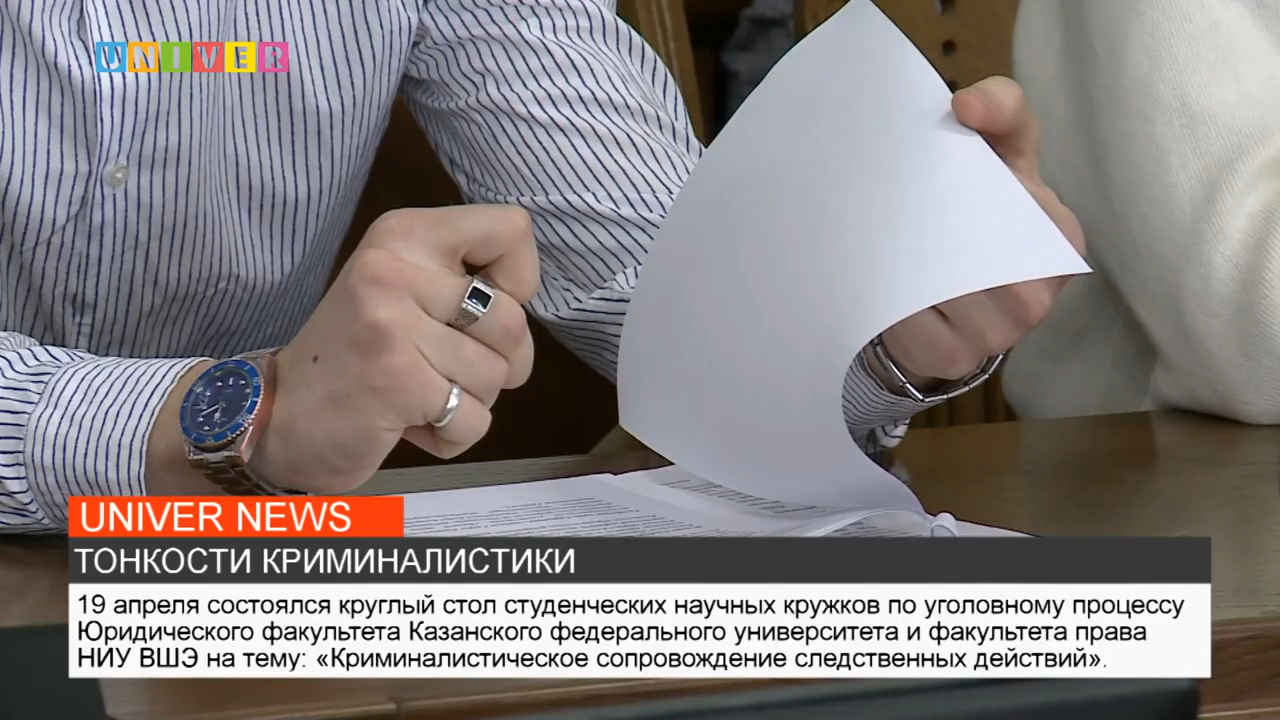 UNIVER
UNIVER NEWS
ТОНКОСТИ КРИМИНАЛИСТИКИ
19 апреля состоялся круглый стол студенческих научных кружков по уголовному процессу
Юридического факультета Казанского федерального университета и факультета права
НИУ ВШЭ на тему: «Криминалистическое сопровождение следственных действий».